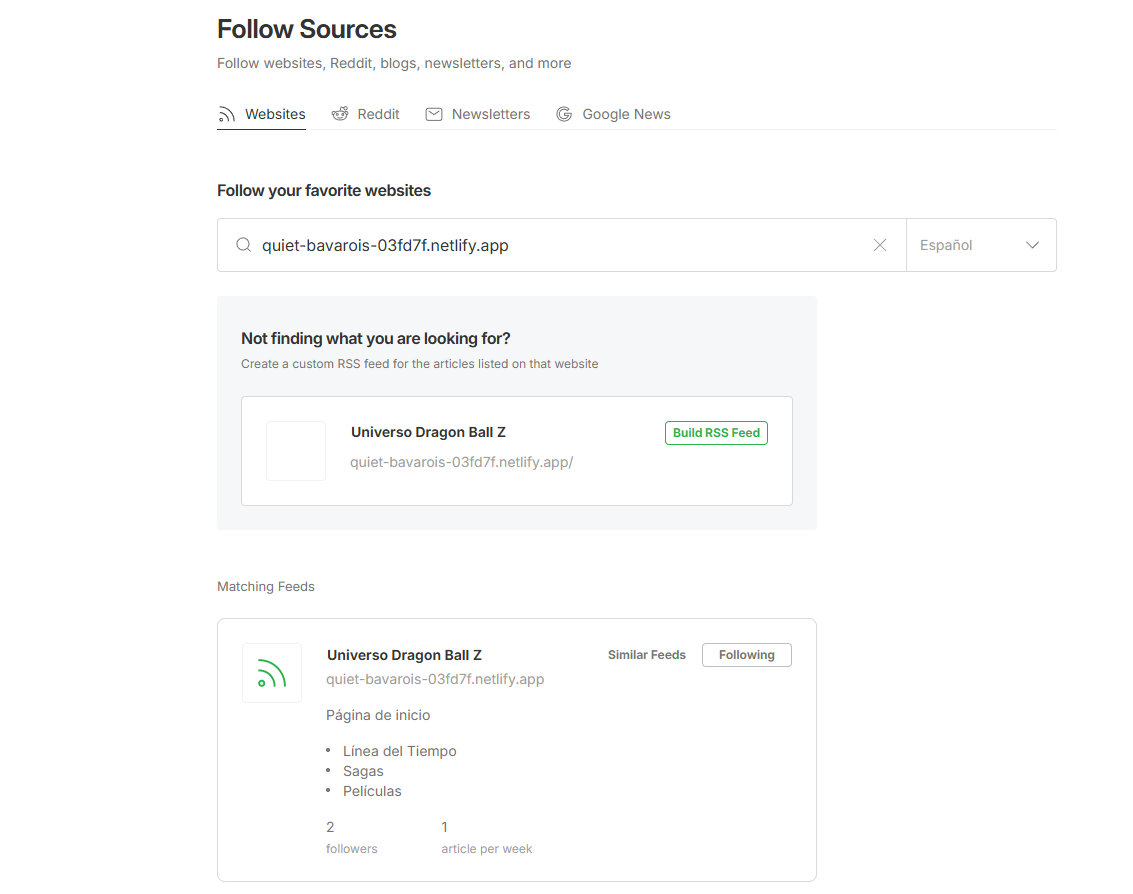 Follow Sources
Follow websites, Reddit, blogs, newsletters, and more
Websites Reddit Newsletters Google News
Follow your favorite websites
quiet-bavarois-03fd7f.netlify.app Español
Not finding what you are looking for?
Create a custom RSS feed for the articles listed on that website
Universo Dragon Ball Z Build RSS Feed
quiet-bavarois-03fd7f.netlify.app/
Matching Feeds
Universo Dragon Ball Z Similar Feeds Following
quiet-bavarois-03fd7f.netlify.app
Página de inicio
• Línea del Tiempo
• Sagas
• Películas
2 1
followers article per week